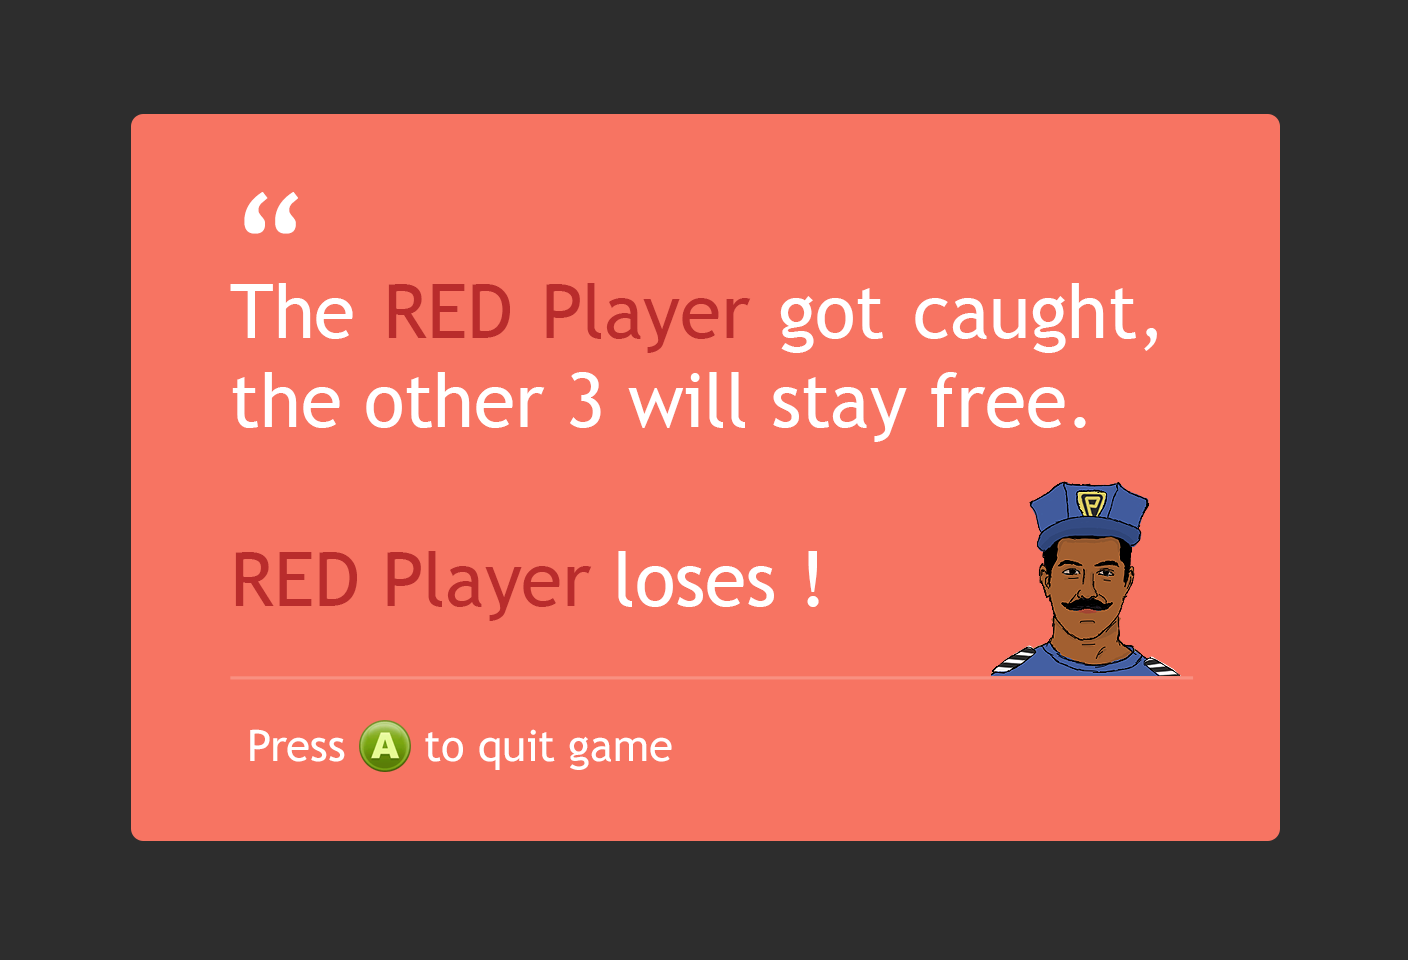 “
The RED Player got caught,
the other 3 will stay free.
P
RED Player loses !
Press A to quit game